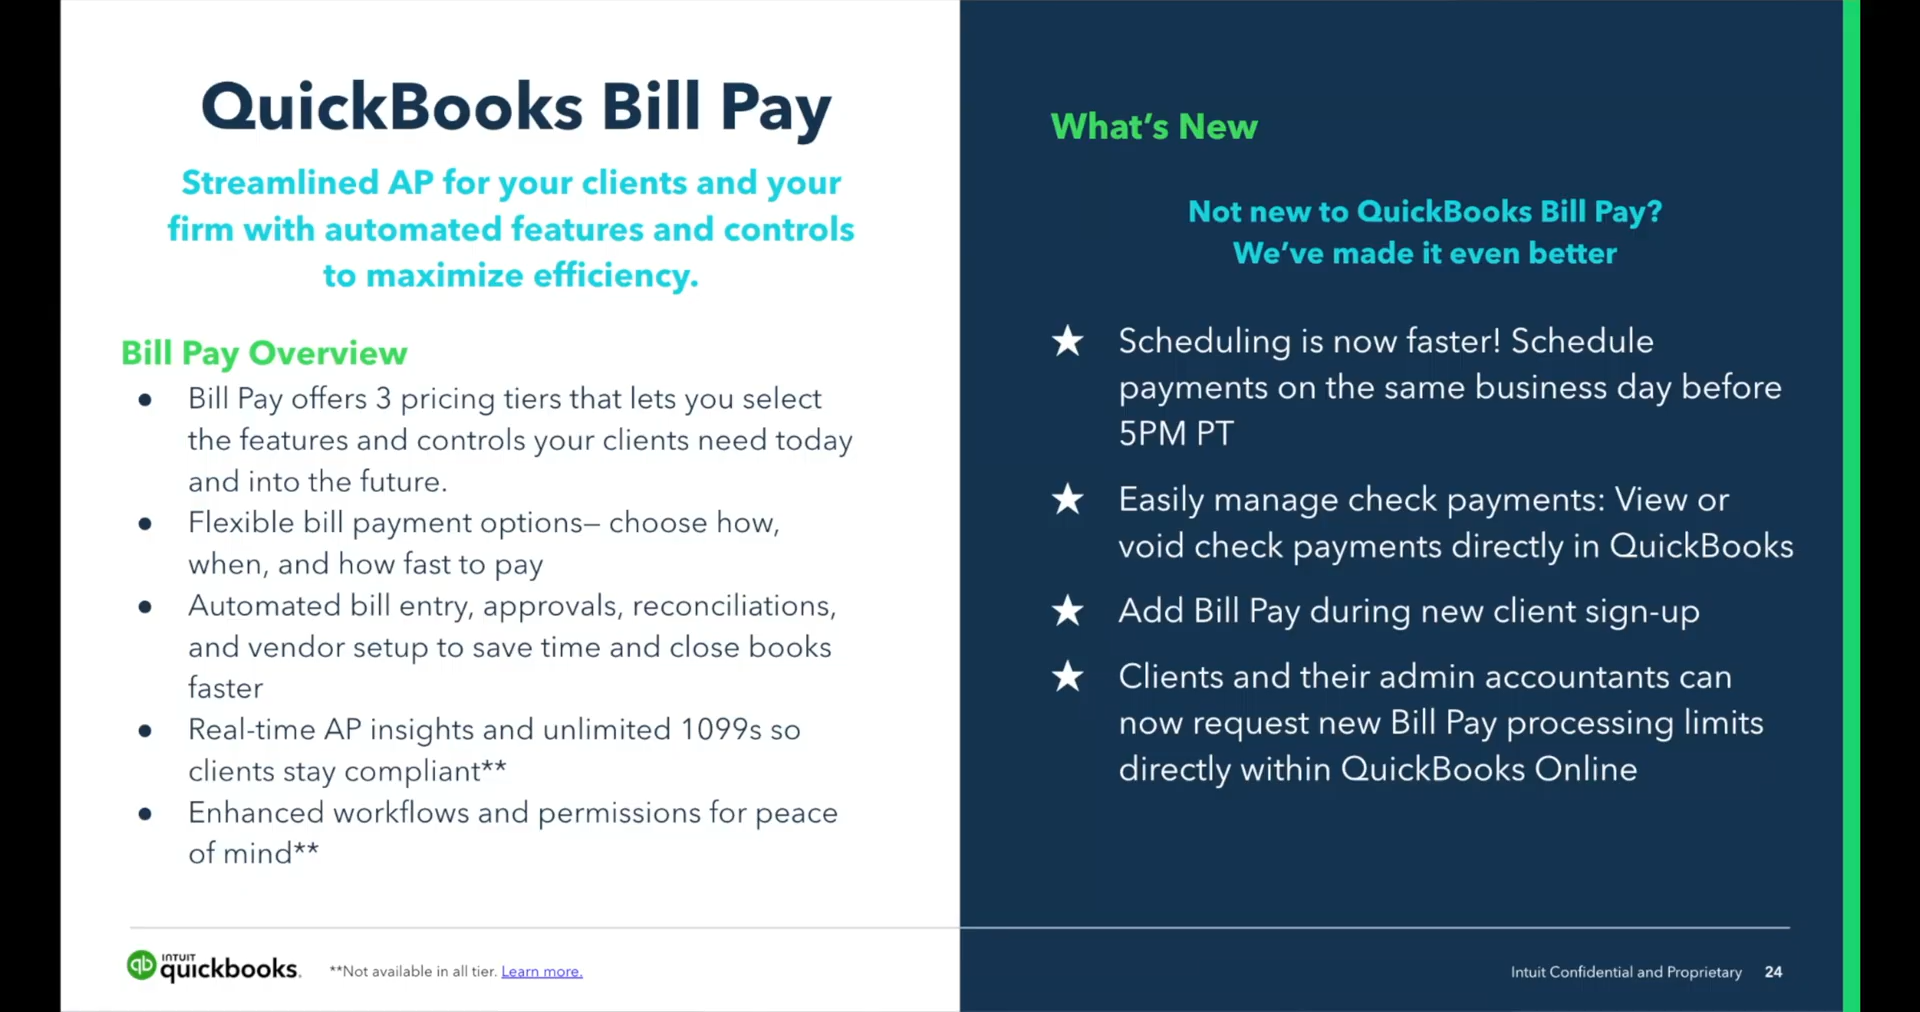 QuickBooks Bill Pay
Streamlined AP for your clients and your
firm with automated features and controls
to maximize efficiency.
Bill Pay Overview
● Bill Pay offers 3 pricing tiers that lets you select
the features and controls your clients need today
and into the future.
● Flexible bill payment options– choose how,
when, and how fast to pay
● Automated bill entry, approvals, reconciliations,
and vendor setup to save time and close books
faster
● Real-time AP insights and unlimited 1099s so
clients stay compliant**
● Enhanced workflows and permissions for peace
of mind**
What's New
Not new to QuickBooks Bill Pay?
We've made it even better
★ Scheduling is now faster! Schedule
payments on the same business day before
5PM PT
★ Easily manage check payments: View or
void check payments directly in QuickBooks
★ Add Bill Pay during new client sign-up
★ Clients and their admin accountants can
now request new Bill Pay processing limits
directly within QuickBooks Online
qb INTUIT
quickbooks.
**Not available in all tier. Learn more.
Intuit Confidential and Proprietary 24